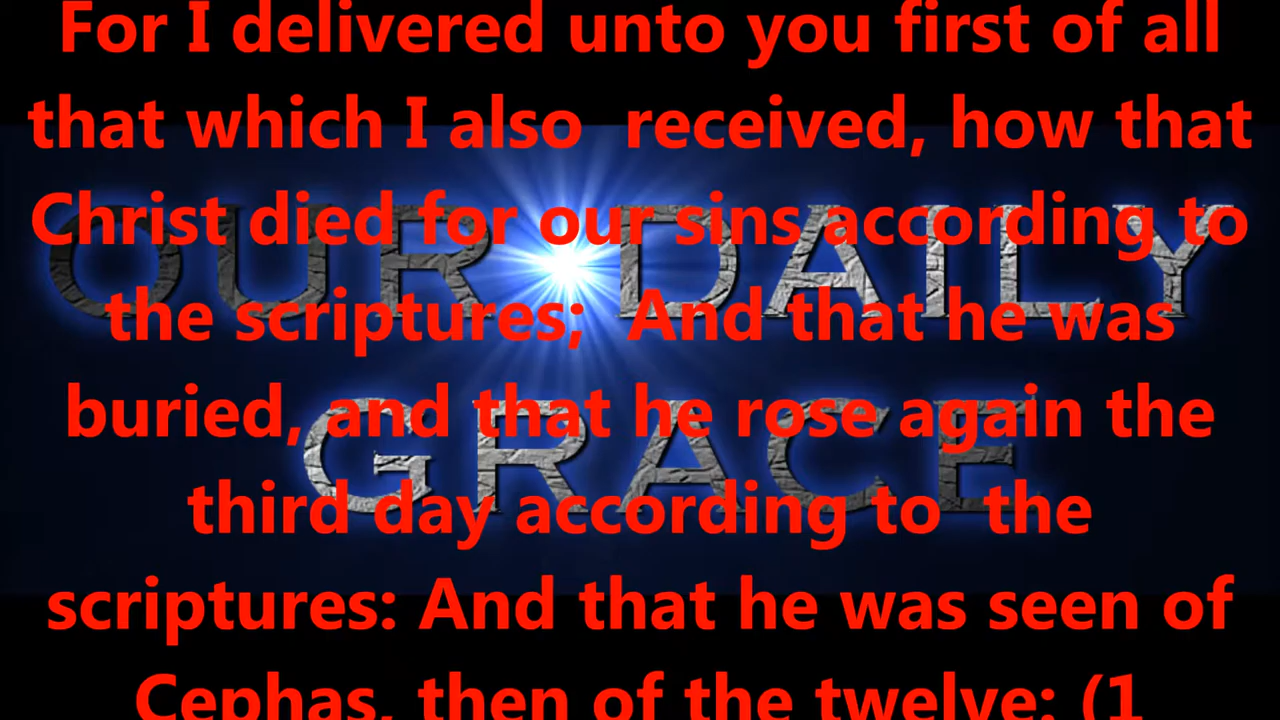 For I delivered unto you first of all
that which I also  received, how that
Christ died for our sins according to
the scriptures;  And that he was
buried, and that he rose again the
third day according to  the
scriptures: And that he was seen of
Cephas, then of the twelve: (1
OUR DAILY
GRACE